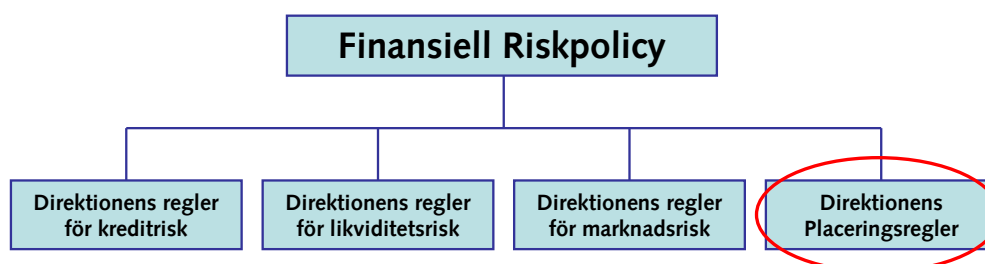 Finansiell Riskpolicy
Direktionens regler
för kreditrisk
Direktionens regler
för likviditetsrisk
Direktionens regler
för marknadsrisk
Direktionens
Placeringsregler